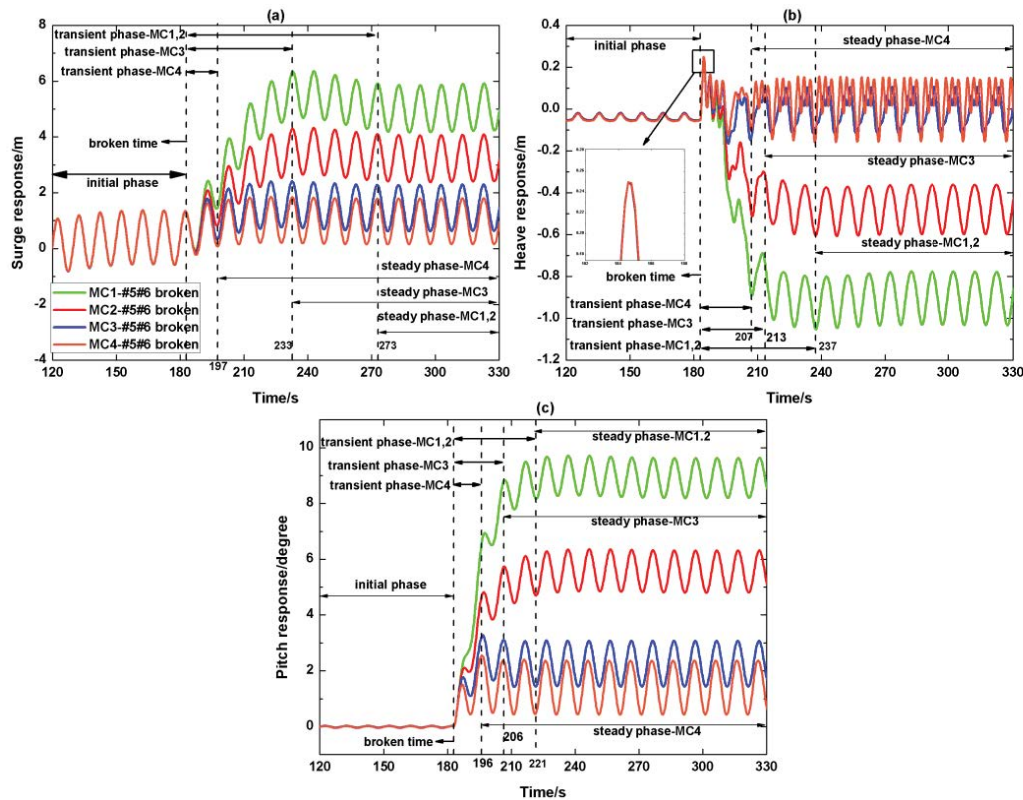 (a)
transient phase-MC1,2
transient phase-MC3
transient phase-MC4
broken time
initial phase
steady phase-MC4
steady phase-MC3
steady phase-MC1,2
MC1-#5#6 broken
MC2-#5#6 broken
MC3-#5#6 broken
MC4-#5#6 broken
197
233
273
8
6
4
2
0
-2
-4
Surge response/m
120 150 180 210 240 270 300 330
Time/s
(b)
initial phase
steady phase-MC4
steady phase-MC3
steady phase-MC1,2
broken time
transient phase-MC4
transient phase-MC3
transient phase-MC1,2
207
213
237
0.4
0.2
0.0
-0.4
-0.6
-0.8
-1.0
-1.2
Heave response/m
120 150 180 210 240 270 300 330
Time/s
(c)
transient phase-MC1,2
transient phase-MC3
transient phase-MC4
steady phase-MC1,2
steady phase-MC3
initial phase
steady phase-MC4
broken time
196
206
221
10
8
6
4
2
0
Pitch response/degree
120 150 180 210 240 270 300 330
Time/s